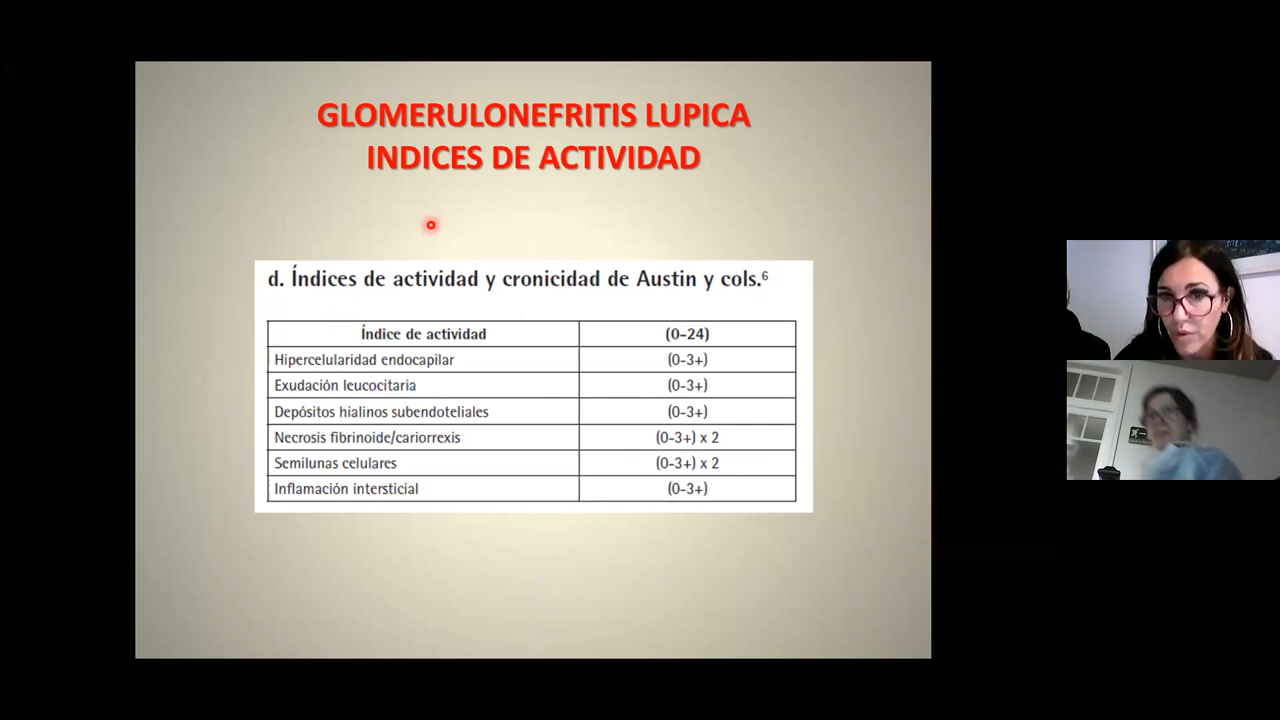 GLOMERULONEFRITIS LUPICA
INDICES DE ACTIVIDAD
d. Índices de actividad y cronicidad de Austin y cols.⁶
Índice de actividad (0-24)
Hipercelularidad endocapilar (0-3+)
Exudación leucocitaria (0-3+)
Depósitos hialinos subendoteliales (0-3+)
Necrosis fibrinoide/cariorrexis (0-3+) x 2
Semilunas celulares (0-3+) x 2
Inflamación intersticial (0-3+)